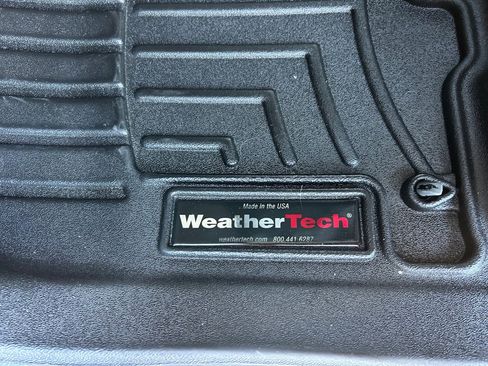 Made in the USA
WeatherTech®
weathertech.com 800.441.6287